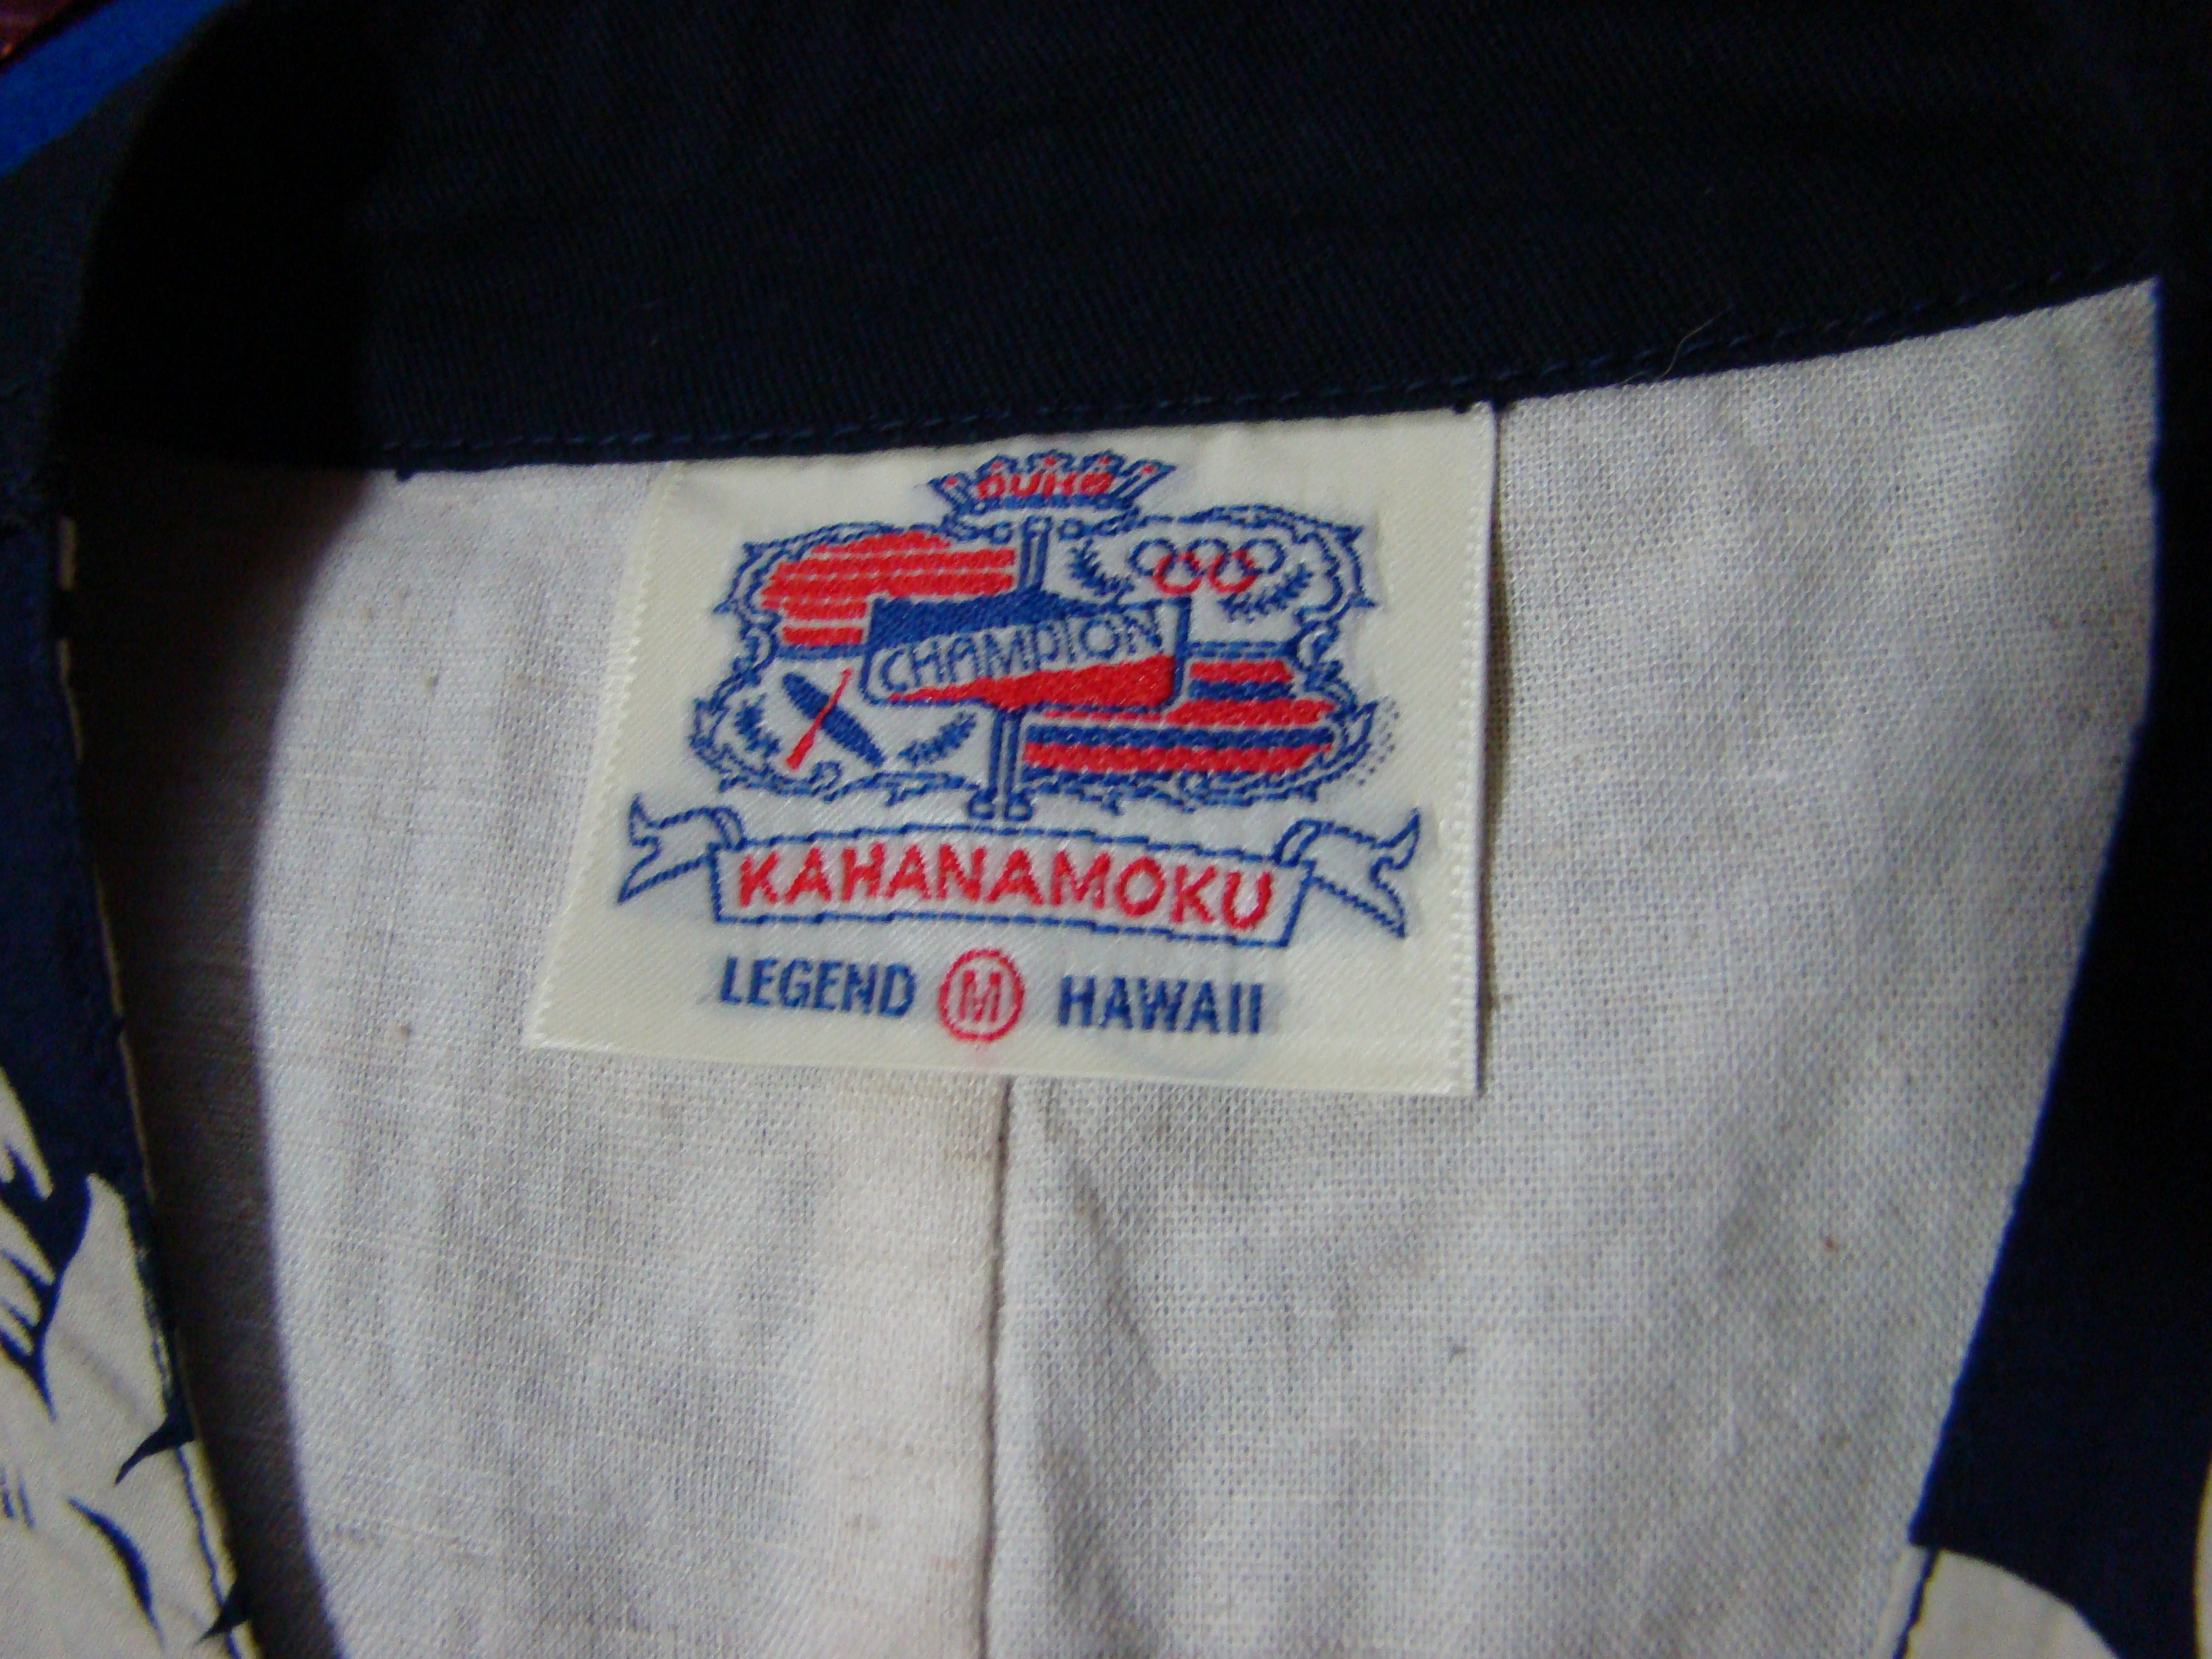 DUKE
CHAMPION
KAHANAMOKU
LEGEND M HAWAII